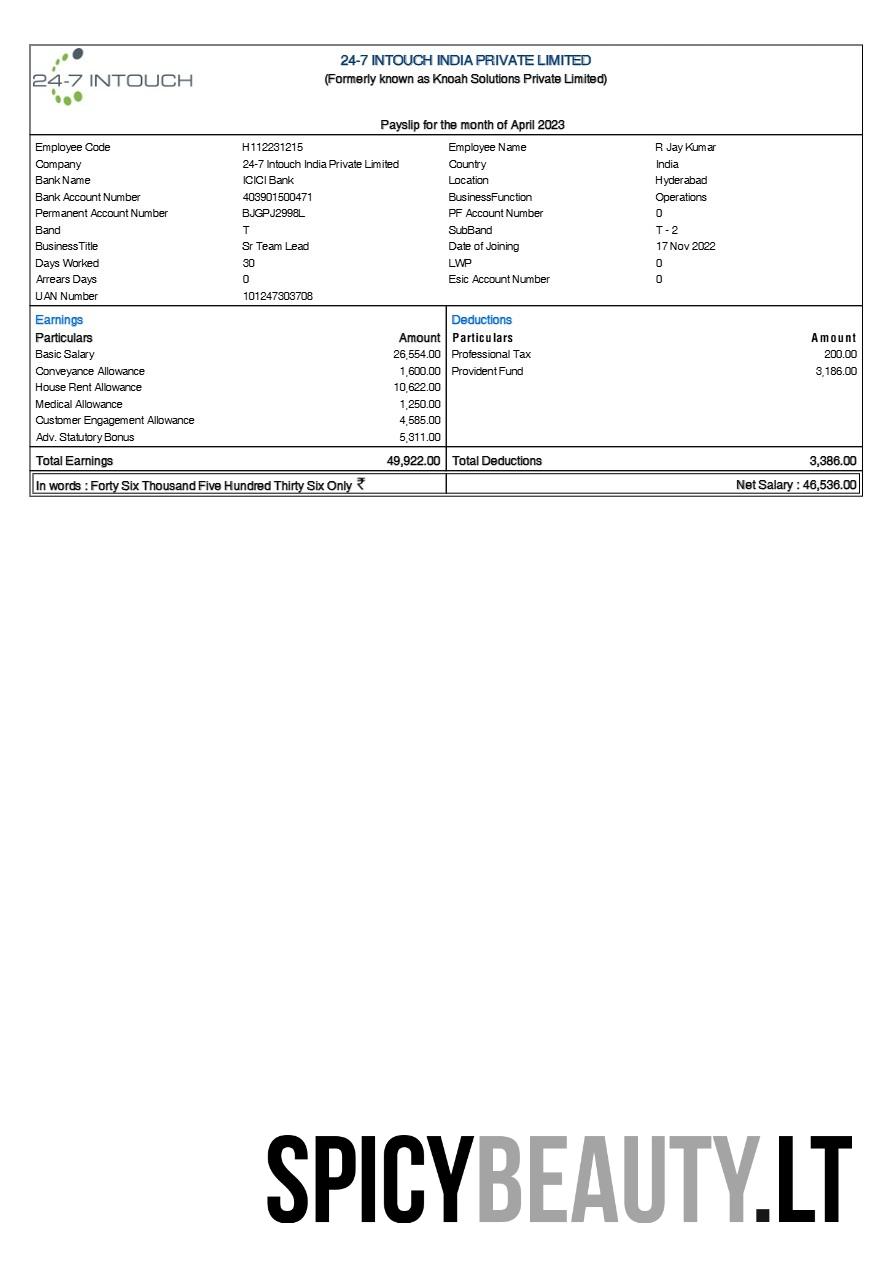 24-7 INTOUCH
24-7 INTOUCH INDIA PRIVATE LIMITED
(Formerly known as Knoah Solutions Private Limited)
Payslip for the month of April 2023
Employee Code H112231215 Employee Name R Jay Kumar
Company 24-7 Intouch India Private Limited Country India
Bank Name ICICI Bank Location Hyderabad
Bank Account Number 403901500471 BusinessFunction Operations
Permanent Account Number BJGPJ2998L PF Account Number 0
Band T SubBand T - 2
BusinessTitle Sr Team Lead Date of Joining 17 Nov 2022
Days Worked 30 LWP 0
Arrears Days 0 Esic Account Number 0
UAN Number 101247303708
Earnings Deductions
Particulars Amount Particulars Amount
Basic Salary 26,554.00 Professional Tax 200.00
Conveyance Allowance 1,600.00 Provident Fund 3,186.00
House Rent Allowance 10,622.00
Medical Allowance 1,250.00
Customer Engagement Allowance 4,585.00
Adv. Statutory Bonus 5,311.00
Total Earnings 49,922.00 Total Deductions 3,386.00
In words : Forty Six Thousand Five Hundred Thirty Six Only ₹ Net Salary : 46,536.00
SPICYBEAUTY.LT